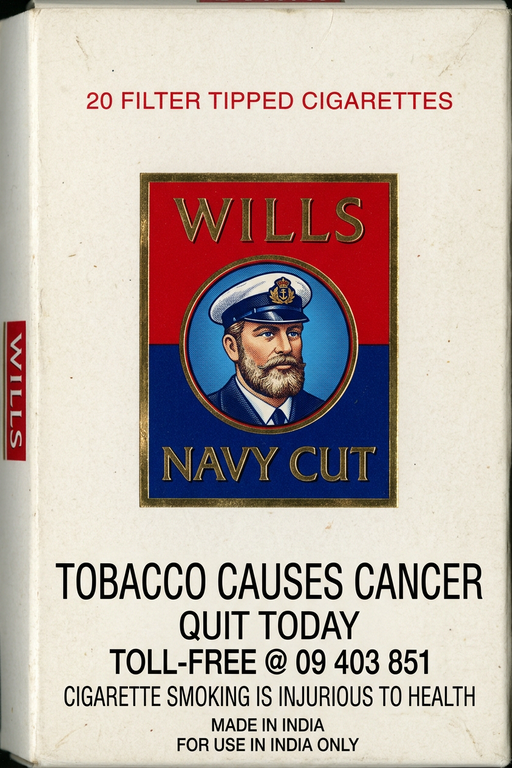 20 FILTER TIPPED CIGARETTES
WILLS
NAVY CUT
WILLS
TOBACCO CAUSES CANCER
QUIT TODAY
TOLL-FREE @ 09 403 851
CIGARETTE SMOKING IS INJURIOUS TO HEALTH
MADE IN INDIA
FOR USE IN INDIA ONLY